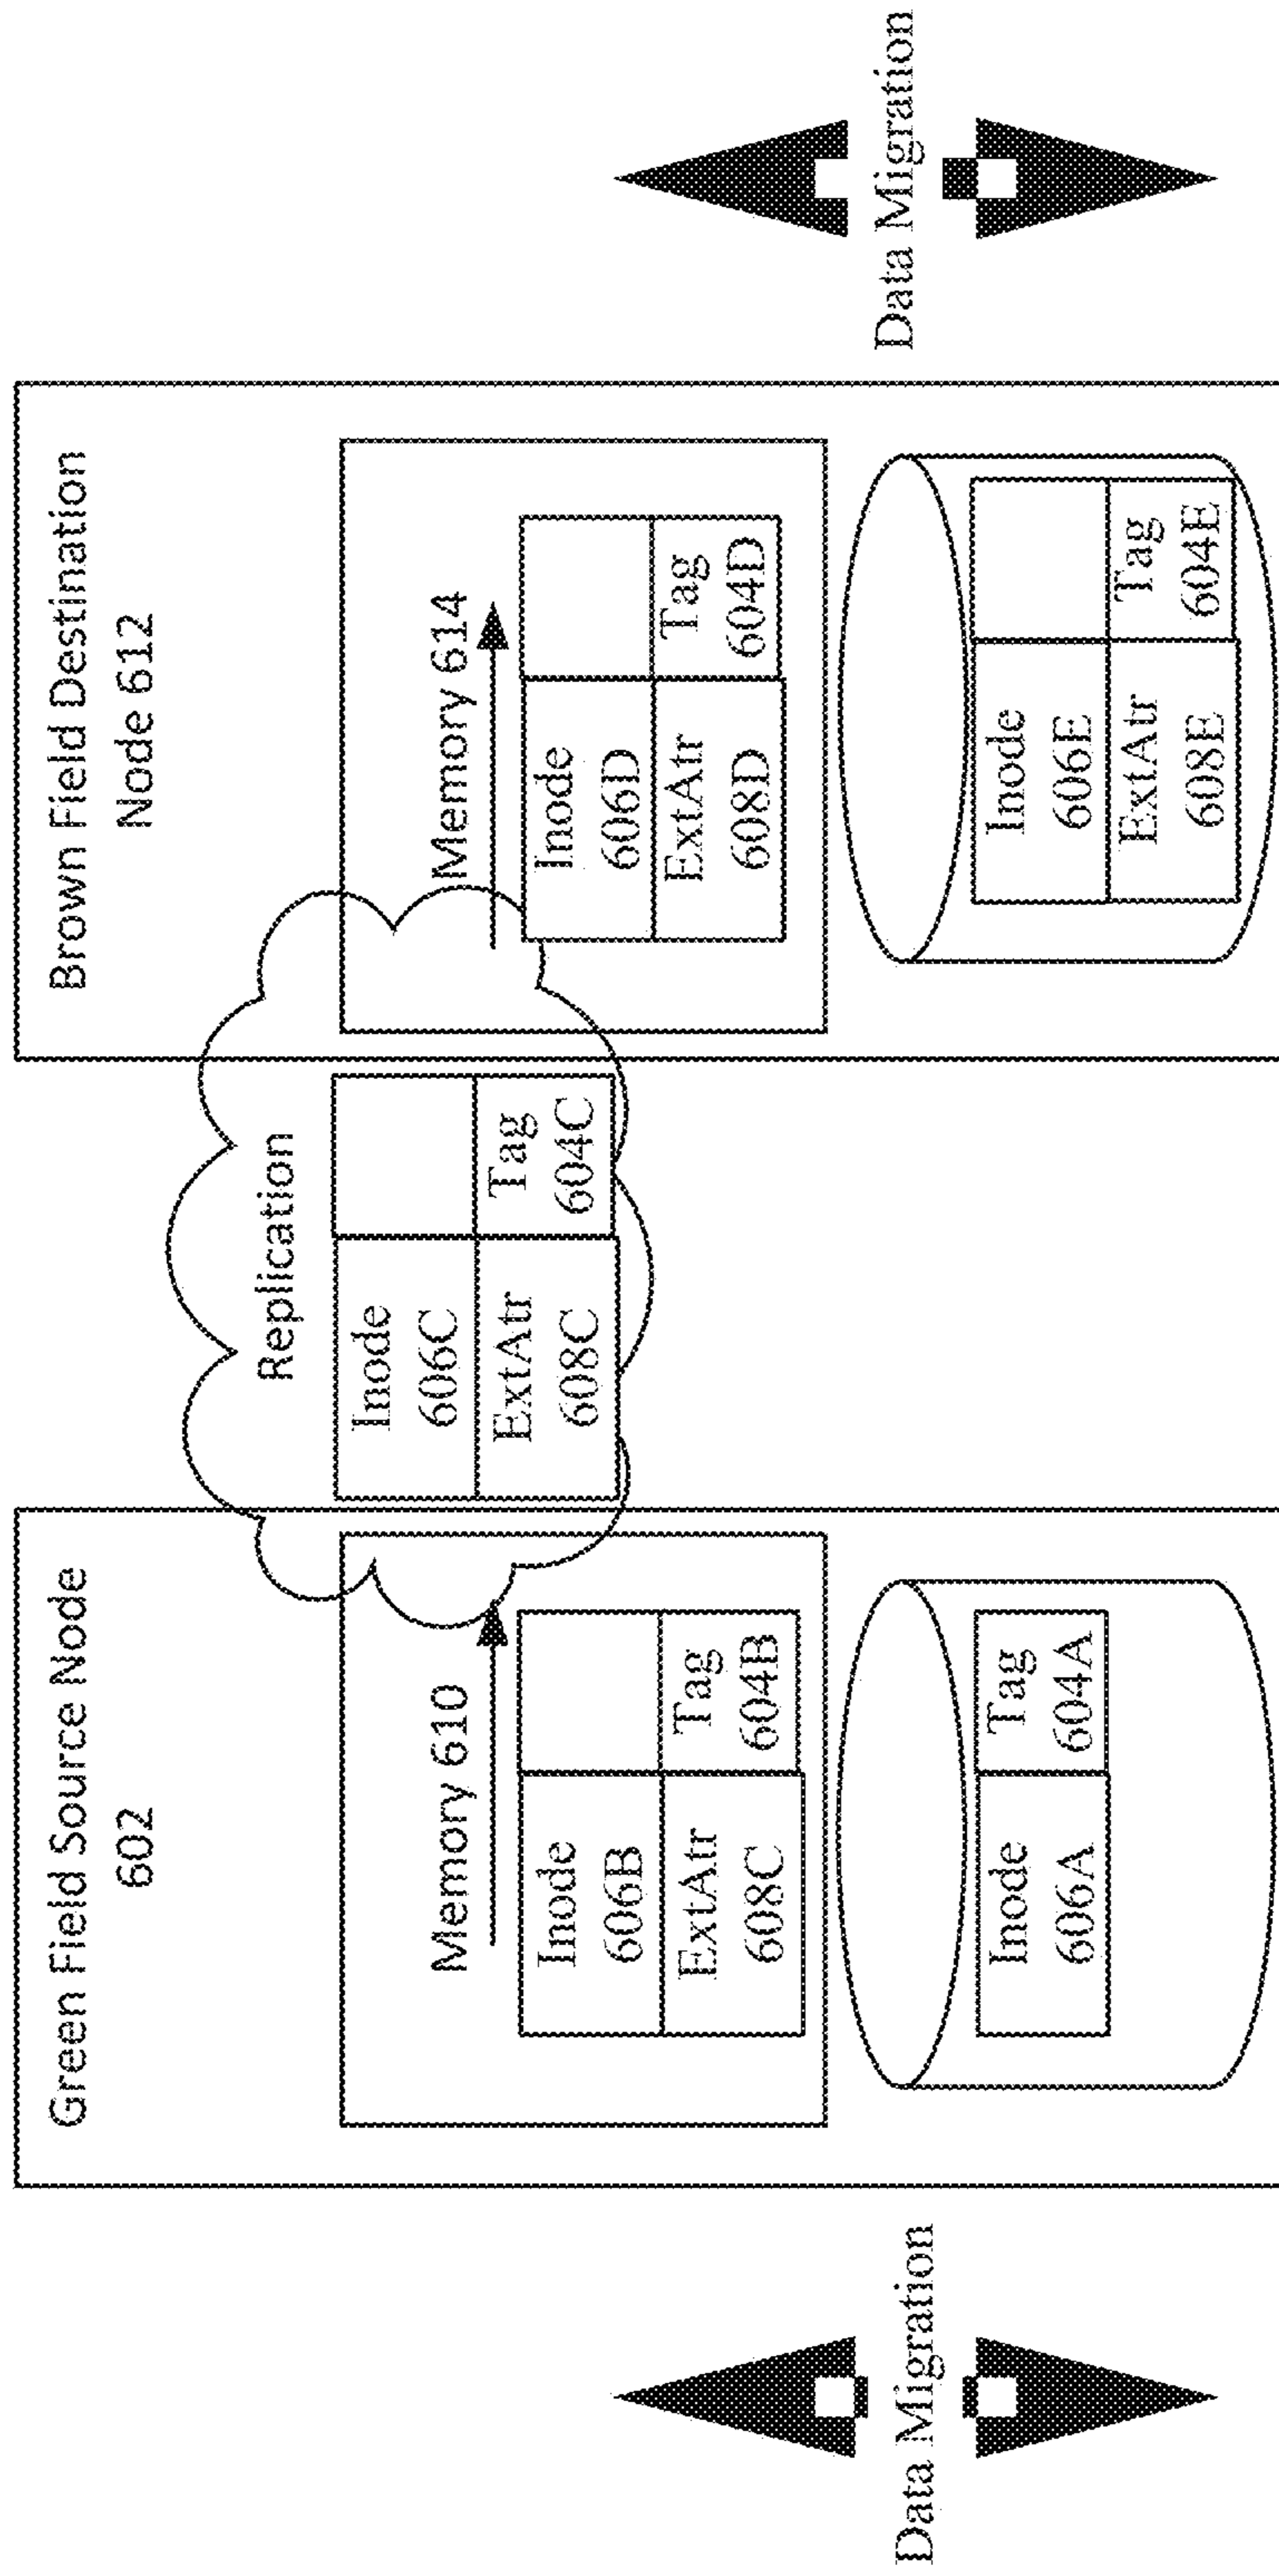 Green Field Source Node
602
Memory 610
Inode
606B
ExtAtr
608C
Tag
604B
Inode
606A
Tag
604A
Data Migration
Replication
Inode
606C
ExtAtr
608C
Tag
604C
Brown Field Destination
Node 612
Memory 614
Inode
606D
ExtAtr
608D
Tag
604D
Inode
606E
ExtAtr
608E
Tag
604E
Data Migration